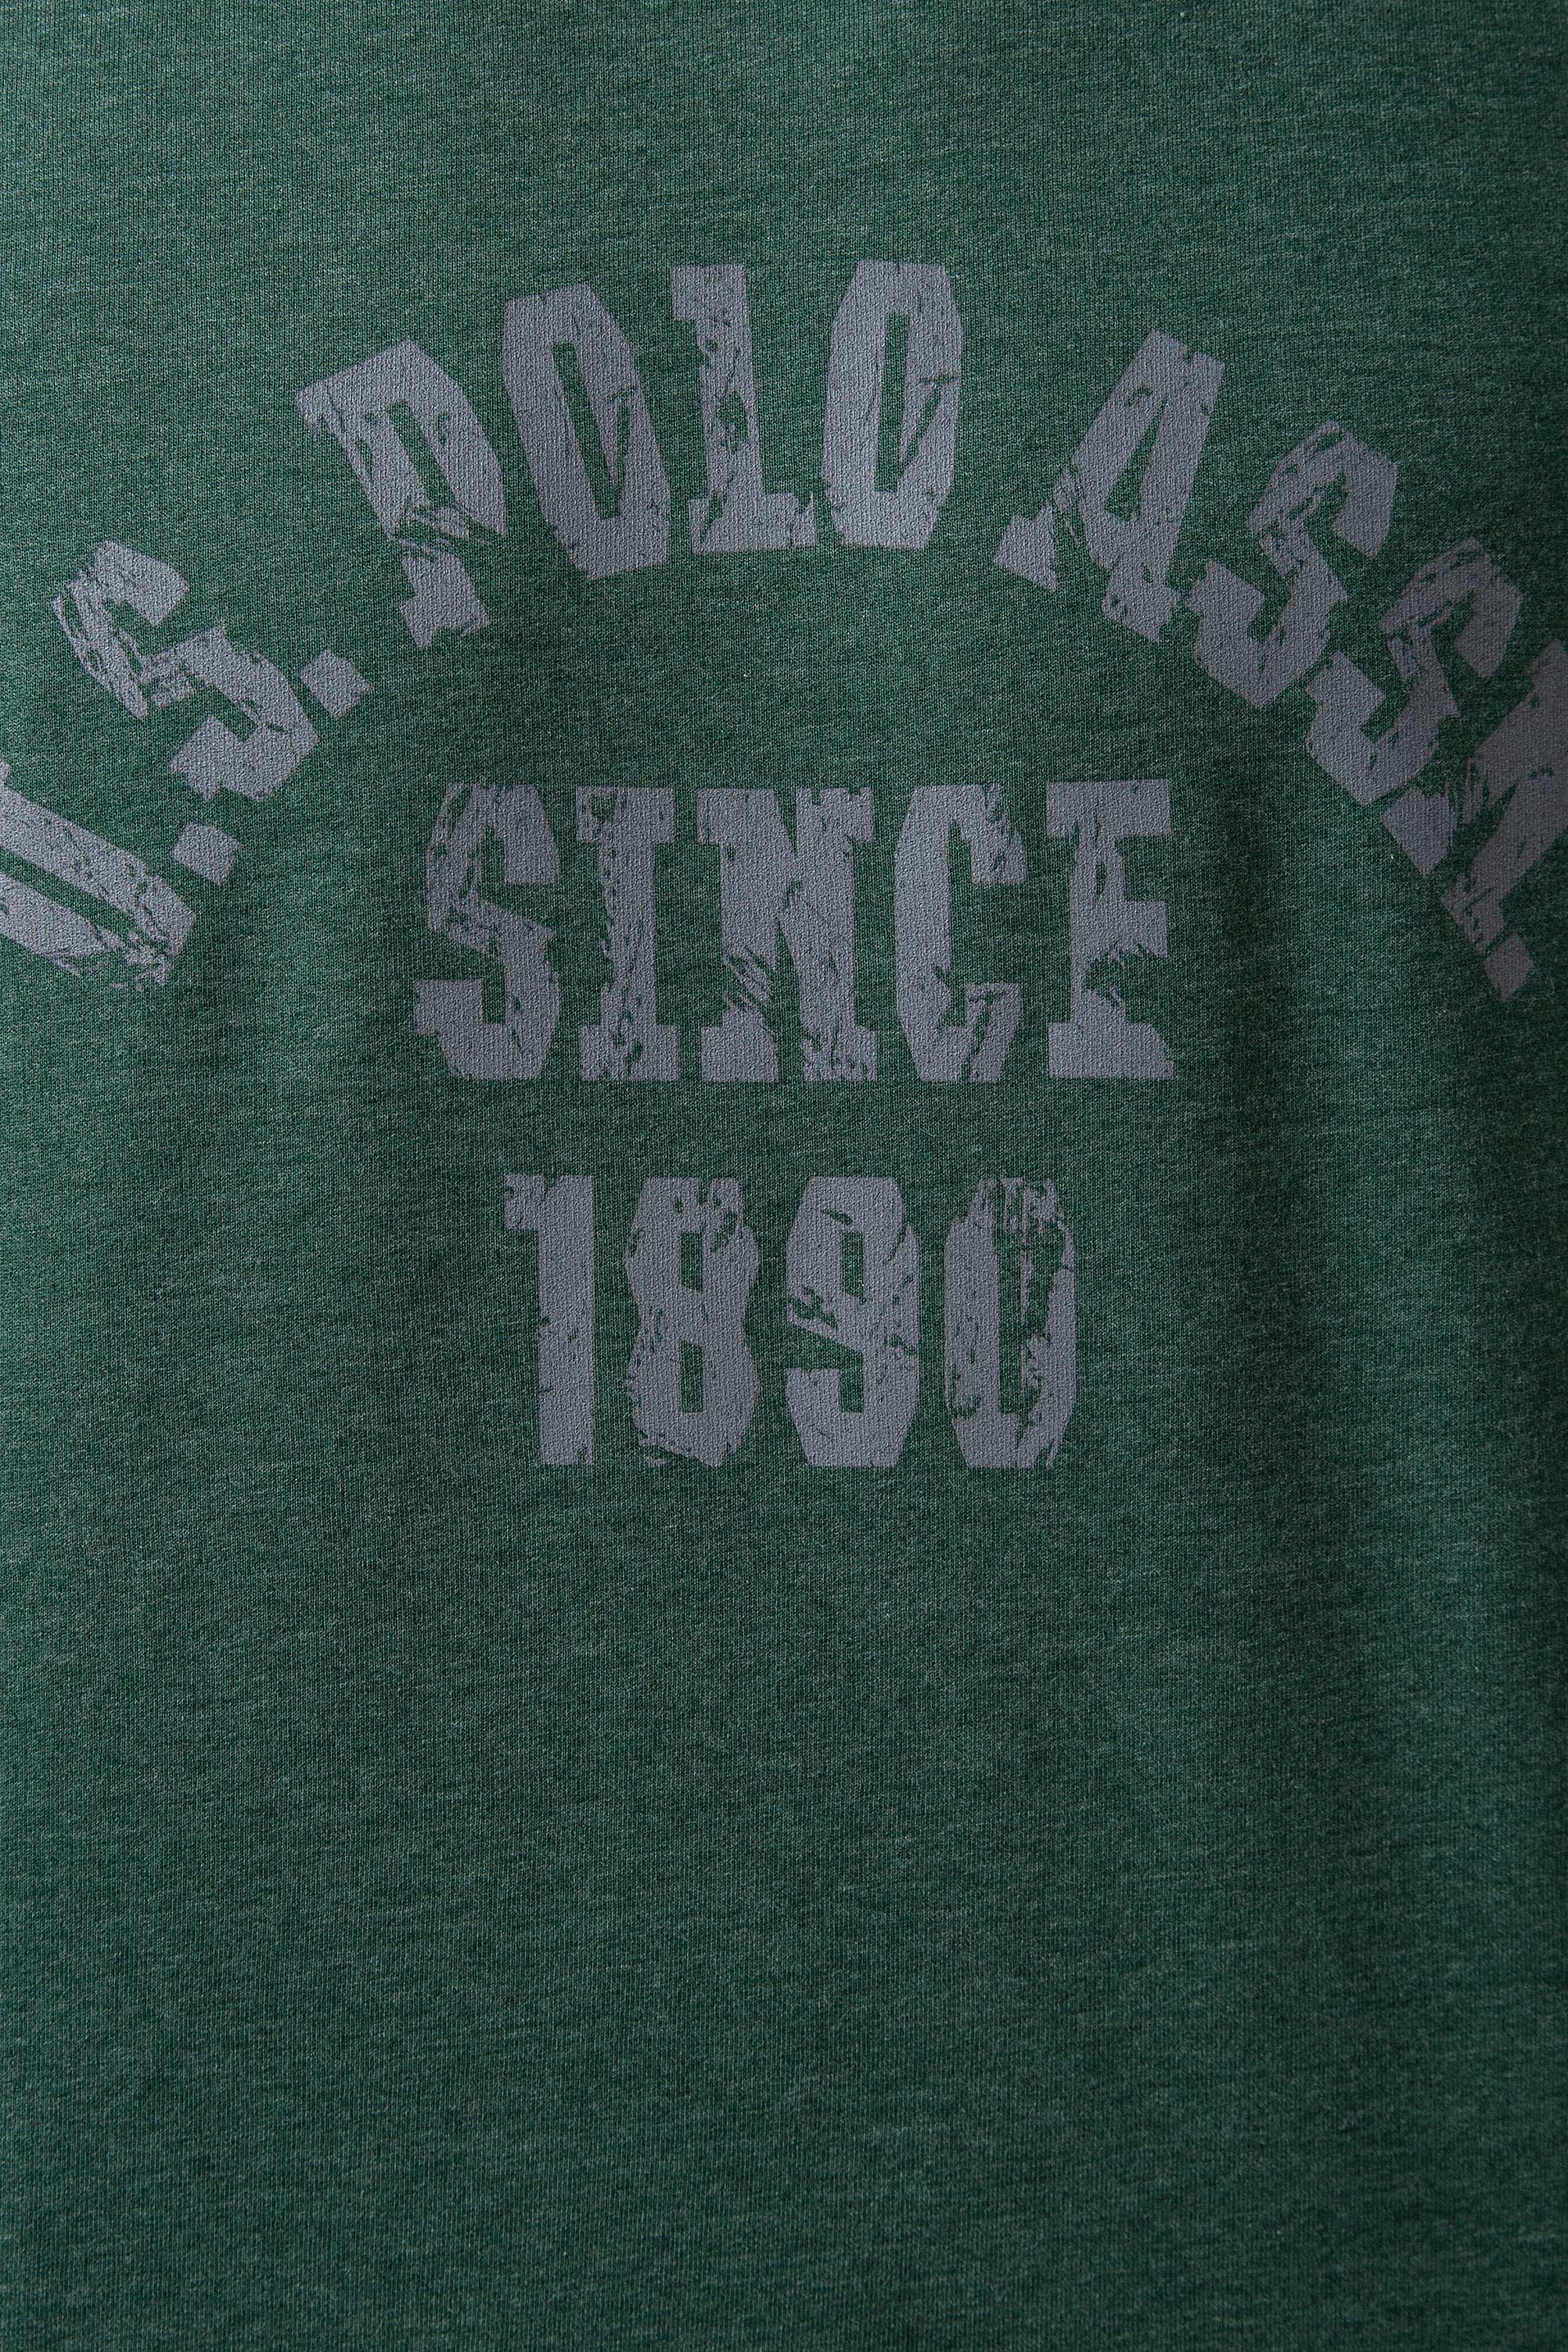 U.S. POLO ASSN.
SINCE
1890